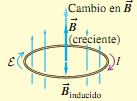 Cambio en B⃗
B⃗
(creciente)
ℰ
I
B⃗inducido